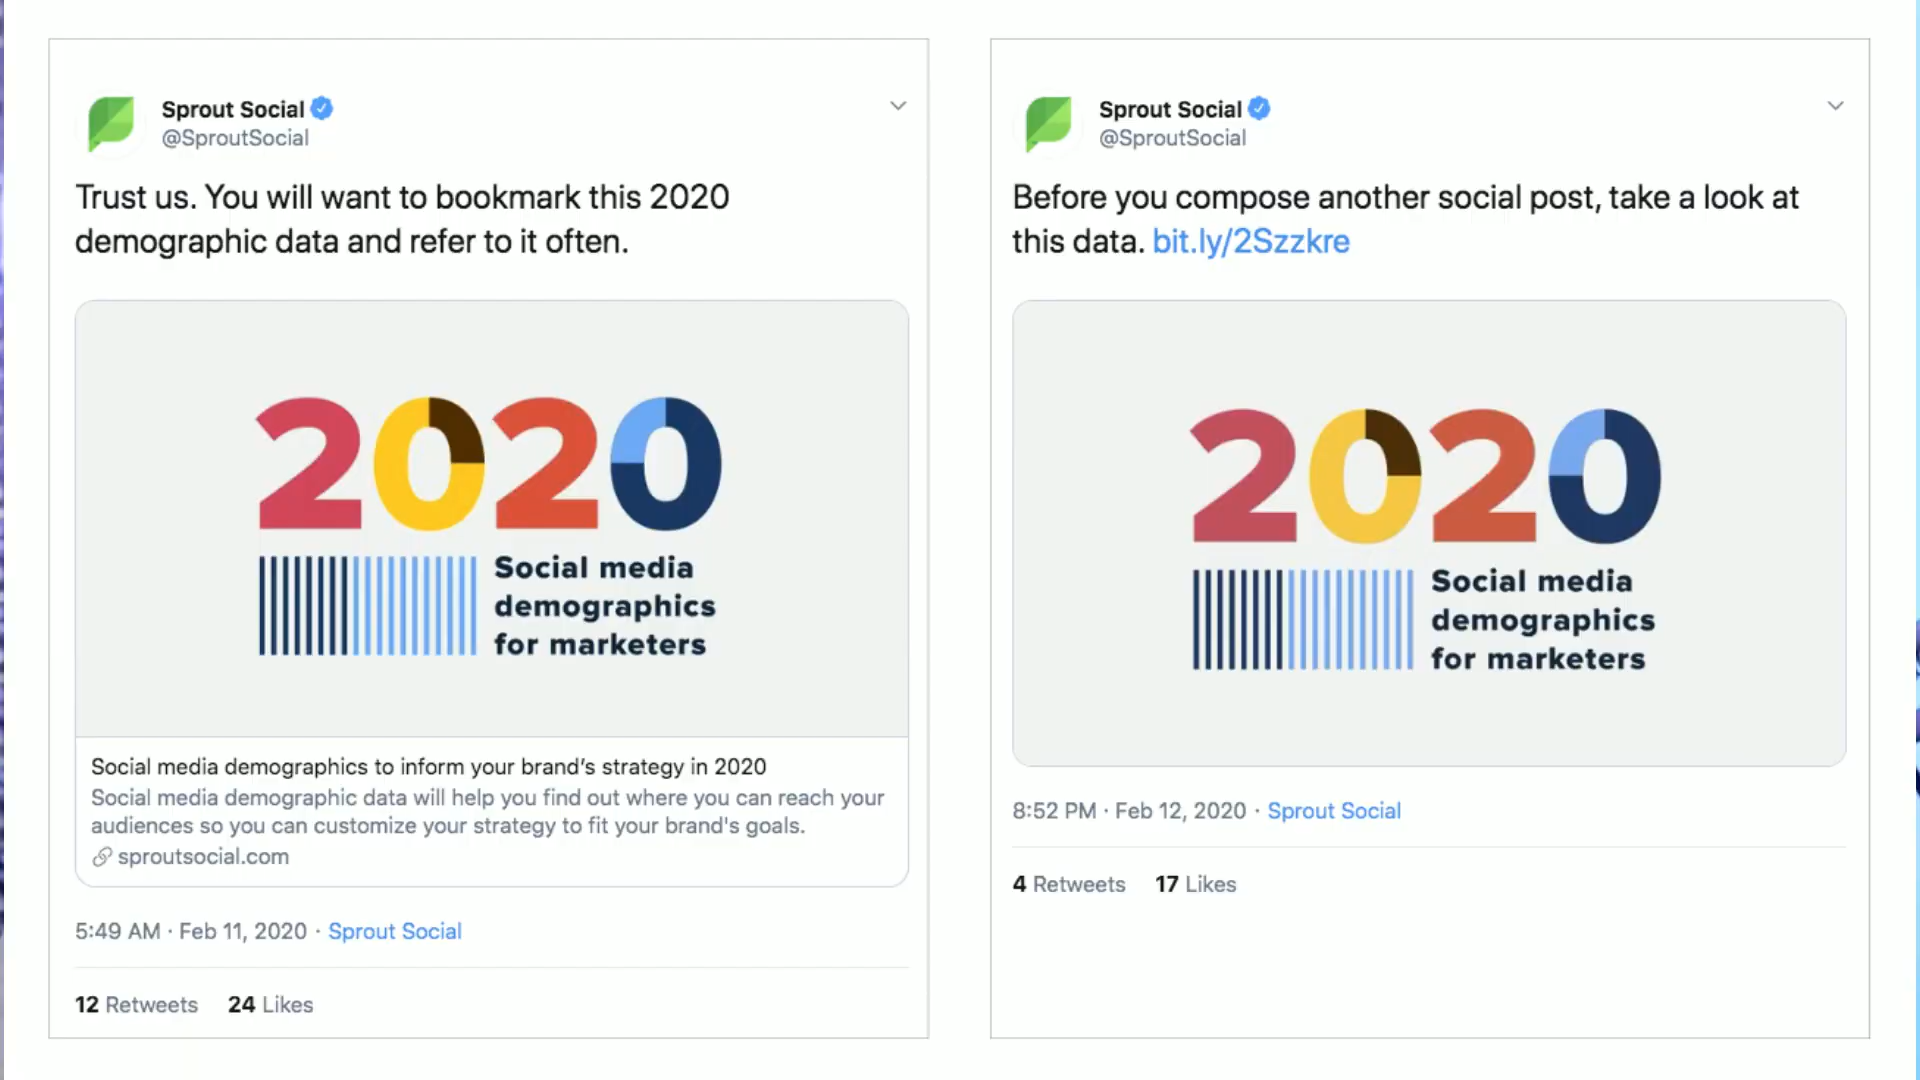 Sprout Social
@SproutSocial
Trust us. You will want to bookmark this 2020
demographic data and refer to it often.
2020
Social media
demographics
for marketers
Social media demographics to inform your brand's strategy in 2020
Social media demographic data will help you find out where you can reach your
audiences so you can customize your strategy to fit your brand's goals.
sproutsocial.com
5:49 AM · Feb 11, 2020 · Sprout Social
12 Retweets 24 Likes
Sprout Social
@SproutSocial
Before you compose another social post, take a look at
this data. bit.ly/2Szzkre
2020
Social media
demographics
for marketers
8:52 PM · Feb 12, 2020 · Sprout Social
4 Retweets 17 Likes